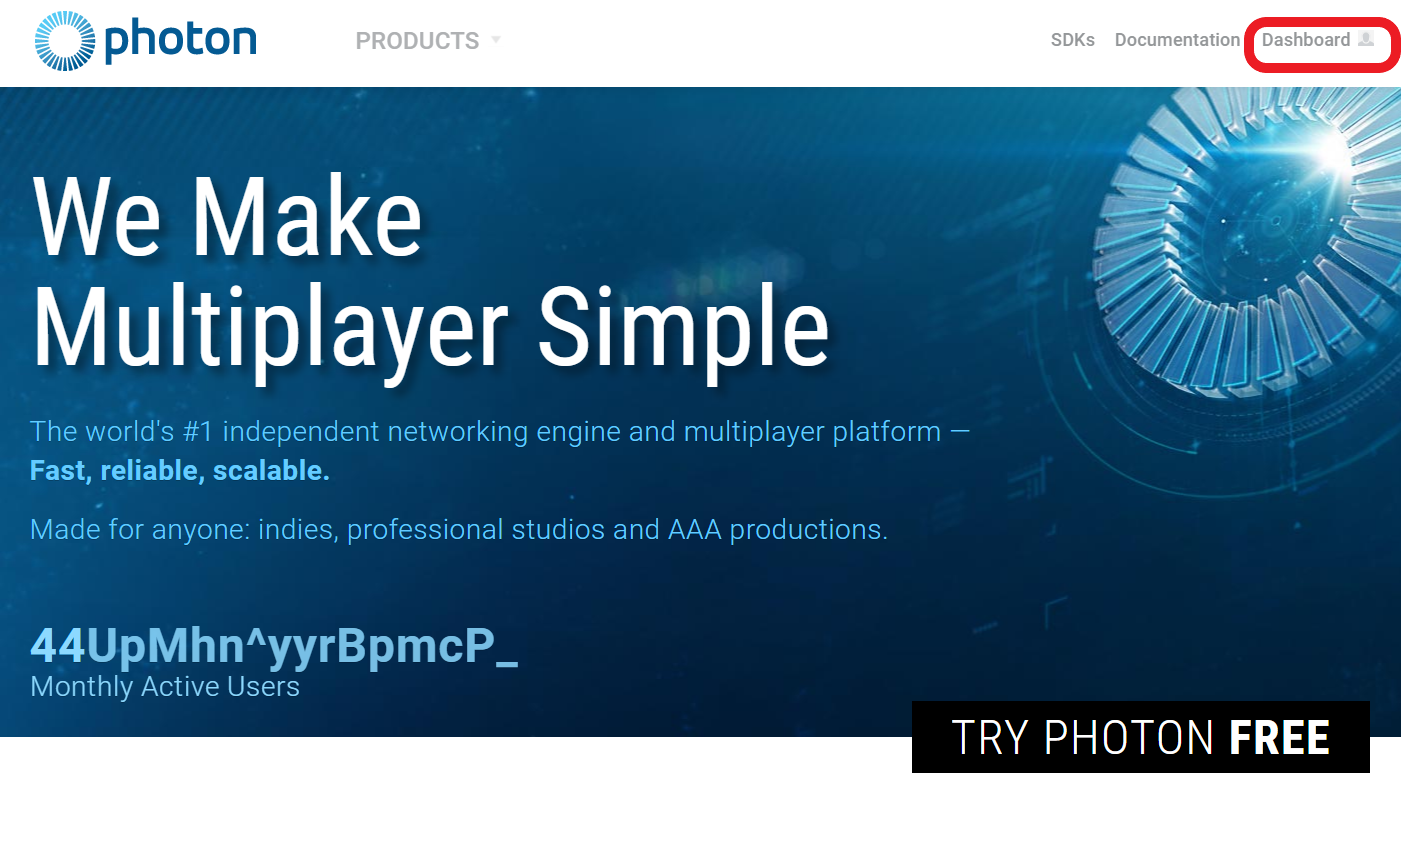 photon
PRODUCTS
SDKs Documentation Dashboard
We Make
Multiplayer Simple
The world's #1 independent networking engine and multiplayer platform —
Fast, reliable, scalable.
Made for anyone: indies, professional studios and AAA productions.
44UpMhn^yyrBpmcP_
Monthly Active Users
TRY PHOTON FREE